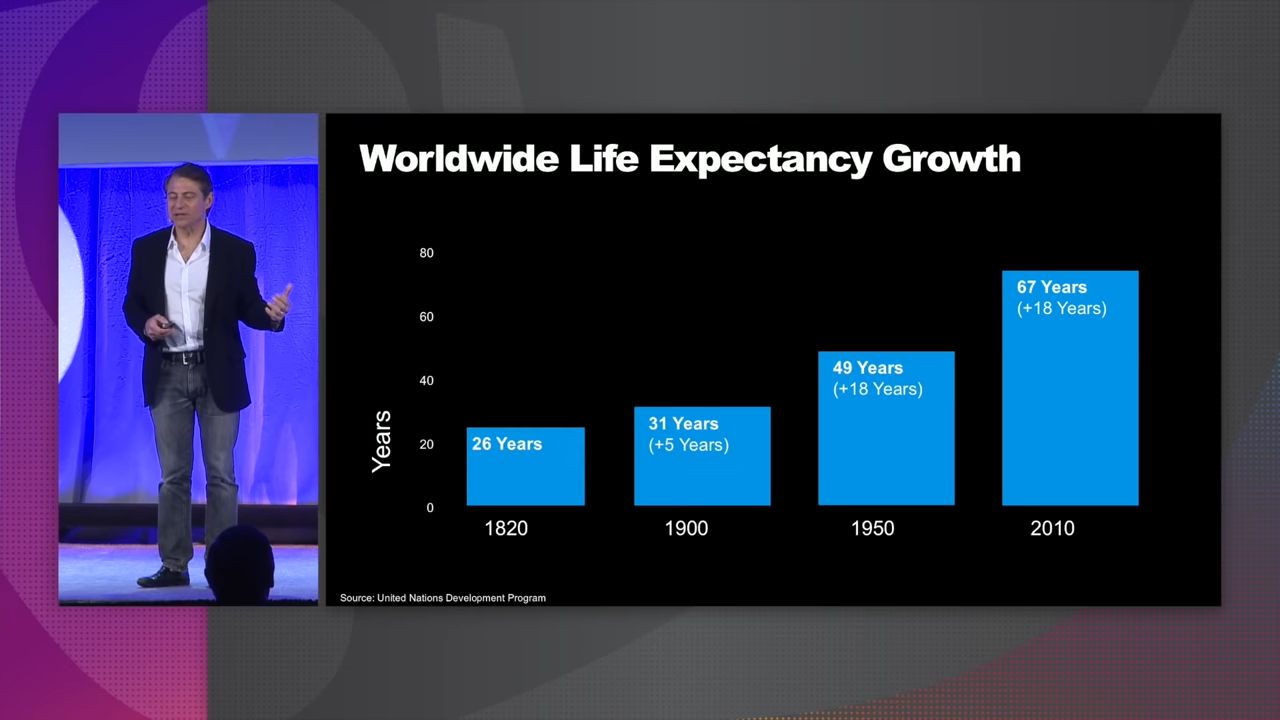 Worldwide Life Expectancy Growth
80
60
40
20
0
Years
26 Years
31 Years
(+5 Years)
49 Years
(+18 Years)
67 Years
(+18 Years)
1820
1900
1950
2010
Source: United Nations Development Program